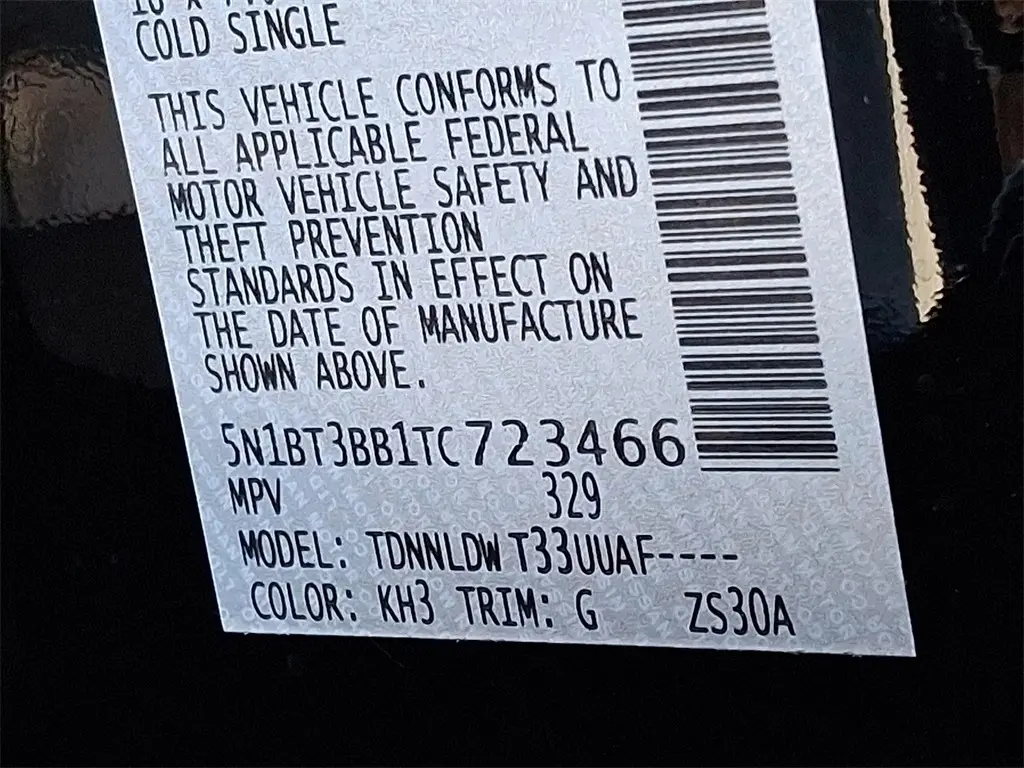 COLD SINGLE
THIS VEHICLE CONFORMS TO
ALL APPLICABLE FEDERAL
MOTOR VEHICLE SAFETY AND
THEFT PREVENTION
STANDARDS IN EFFECT ON
THE DATE OF MANUFACTURE
SHOWN ABOVE.
5N1BT3BB1TC723466
MPV 329
MODEL: TDNNLDW T33UUAF----
COLOR: KH3 TRIM: G ZS30A